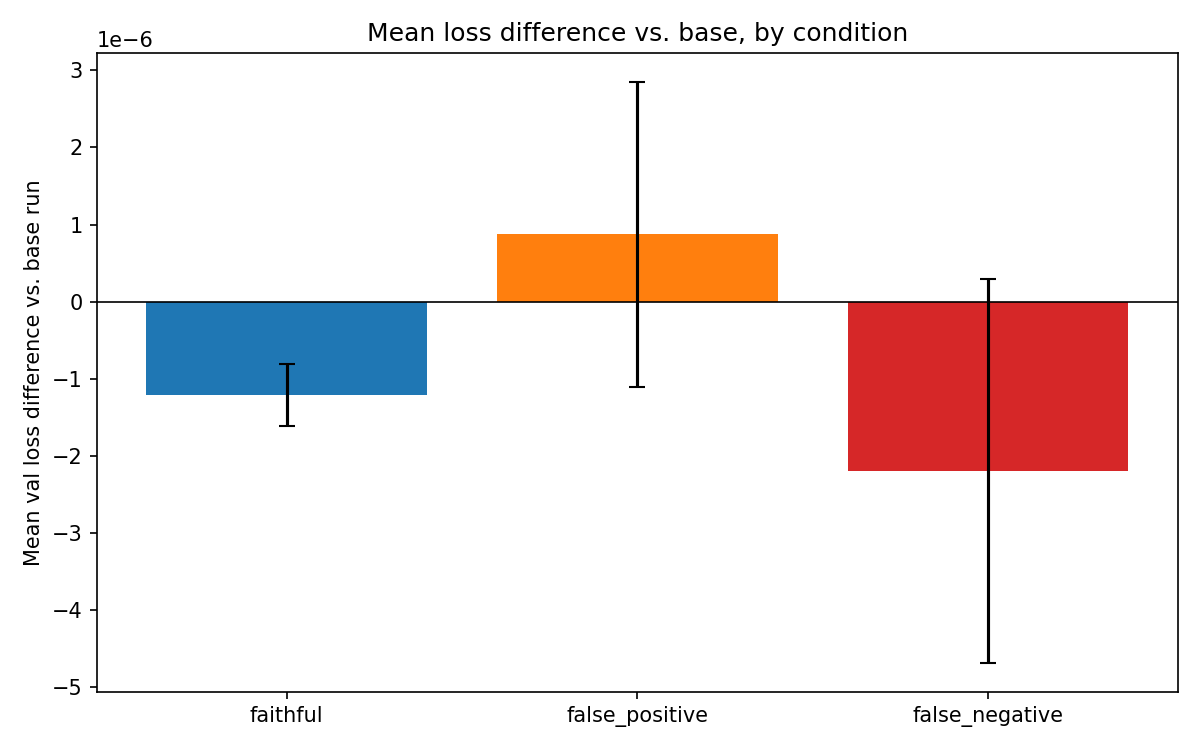 Mean loss difference vs. base, by condition
1e−6
Mean val loss difference vs. base run
3
2
1
0
−1
−2
−3
−4
−5
faithful
false_positive
false_negative